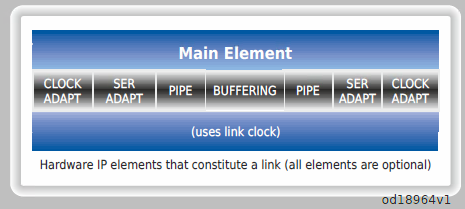 Main Element
CLOCK ADAPT
SER ADAPT
PIPE
BUFFERING
PIPE
SER ADAPT
CLOCK ADAPT
(uses link clock)
Hardware IP elements that constitute a link (all elements are optional)
od18964v1